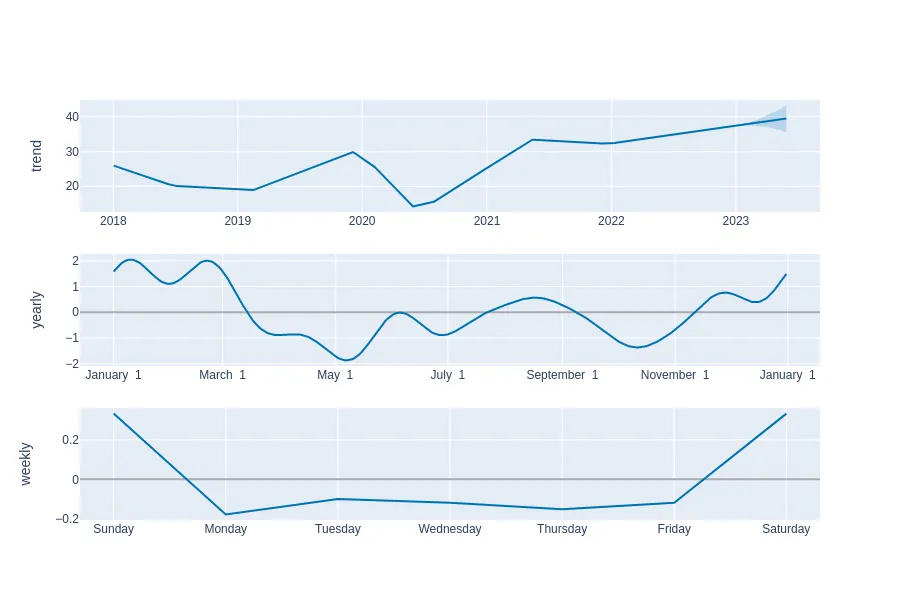 trend
40
30
20
2018 2019 2020 2021 2022 2023
yearly
2
1
0
−1
−2
January 1 March 1 May 1 July 1 September 1 November 1 January 1
weekly
0.2
0
−0.2
Sunday Monday Tuesday Wednesday Thursday Friday Saturday